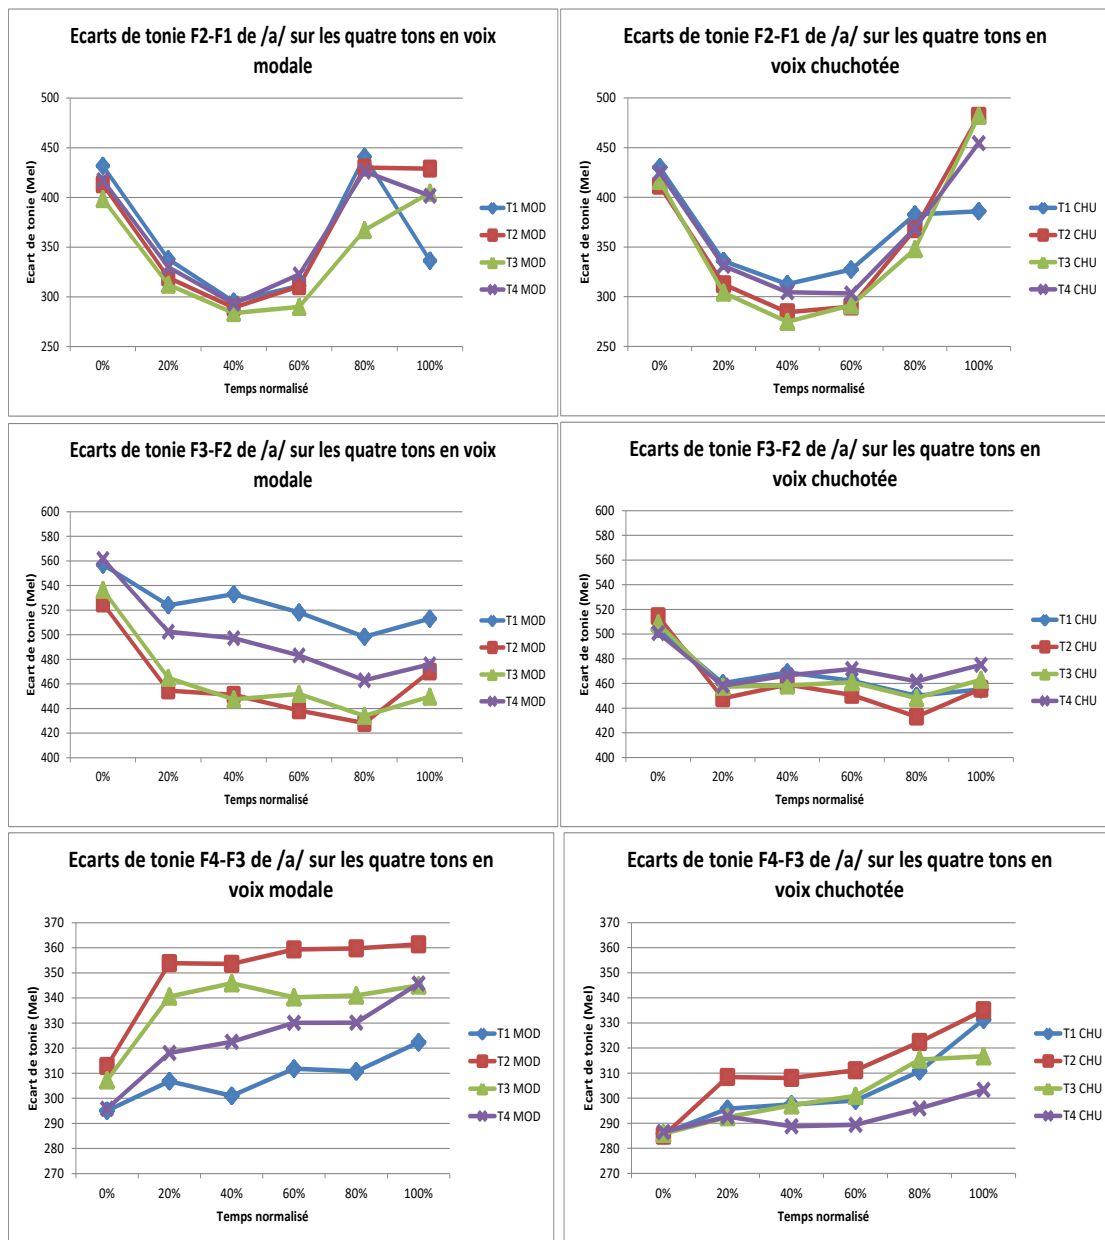 Ecarts de tonie F2-F1 de /a/ sur les quatre tons en voix
modale
Ecart de tonie (Mel)
500
450
400
350
300
250
0% 20% 40% 60% 80% 100%
Temps normalisé
T1 MOD
T2 MOD
T3 MOD
T4 MOD
Ecarts de tonie F2-F1 de /a/ sur les quatre tons en
voix chuchotée
Ecart de tonie (Mel)
500
450
400
350
300
250
0% 20% 40% 60% 80% 100%
Temps normalisé
T1 CHU
T2 CHU
T3 CHU
T4 CHU
Ecarts de tonie F3-F2 de /a/ sur les quatre tons en voix
modale
Ecart de tonie (Mel)
600
580
560
540
520
500
480
460
440
420
400
0% 20% 40% 60% 80% 100%
Temps normalisé
T1 MOD
T2 MOD
T3 MOD
T4 MOD
Ecarts de tonie F3-F2 de /a/ sur les quatre tons en
voix chuchotée
Ecart de tonie (Mel)
600
580
560
540
520
500
480
460
440
420
400
0% 20% 40% 60% 80% 100%
Temps normalisé
T1 CHU
T2 CHU
T3 CHU
T4 CHU
Ecarts de tonie F4-F3 de /a/ sur les quatre tons en
voix modale
Ecart de tonie (Mel)
370
360
350
340
330
320
310
300
290
280
270
0% 20% 40% 60% 80% 100%
Temps normalisé
T1 MOD
T2 MOD
T3 MOD
T4 MOD
Ecarts de tonie F4-F3 de /a/ sur les quatre tons en
voix chuchotée
Ecart de tonie (Mel)
370
360
350
340
330
320
310
300
290
280
270
0% 20% 40% 60% 80% 100%
Temps normalisé
T1 CHU
T2 CHU
T3 CHU
T4 CHU